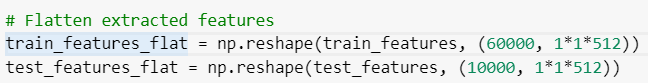 # Flatten extracted features
train_features_flat = np.reshape(train_features, (60000, 1*1*512))
test_features_flat = np.reshape(test_features, (10000, 1*1*512))